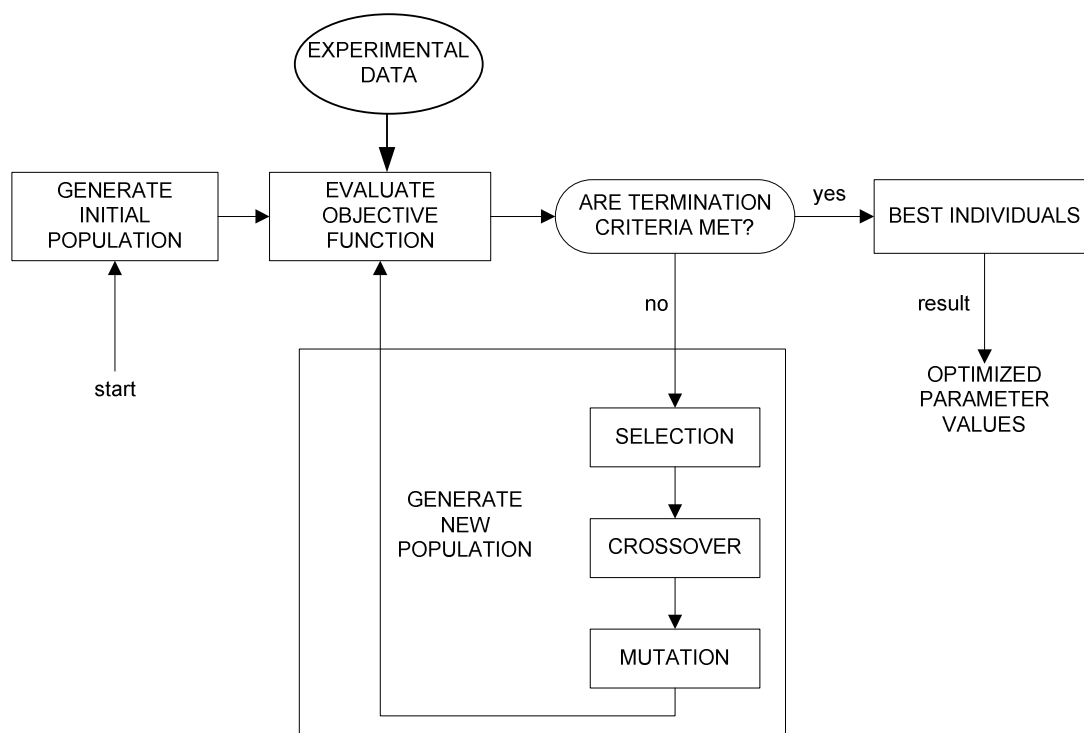 EXPERIMENTAL
DATA
GENERATE
INITIAL
POPULATION
EVALUATE
OBJECTIVE
FUNCTION
ARE TERMINATION
CRITERIA MET?
yes
BEST INDIVIDUALS
no
result
start
OPTIMIZED
PARAMETER
VALUES
SELECTION
GENERATE
NEW
POPULATION
CROSSOVER
MUTATION